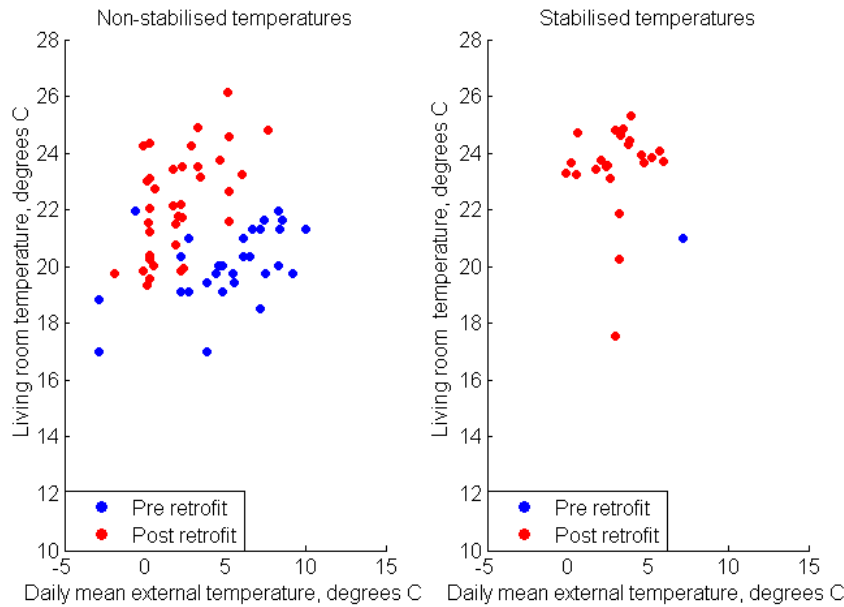 Non-stabilised temperatures
28
26
24
22
20
18
16
14
12
10
Living room temperature, degrees C
Pre retrofit
Post retrofit
-5 0 5 10 15
Daily mean external temperature, degrees C
Stabilised temperatures
28
26
24
22
20
18
16
14
12
10
Living room temperature, degrees C
Pre retrofit
Post retrofit
-5 0 5 10 15
Daily mean external temperature, degrees C